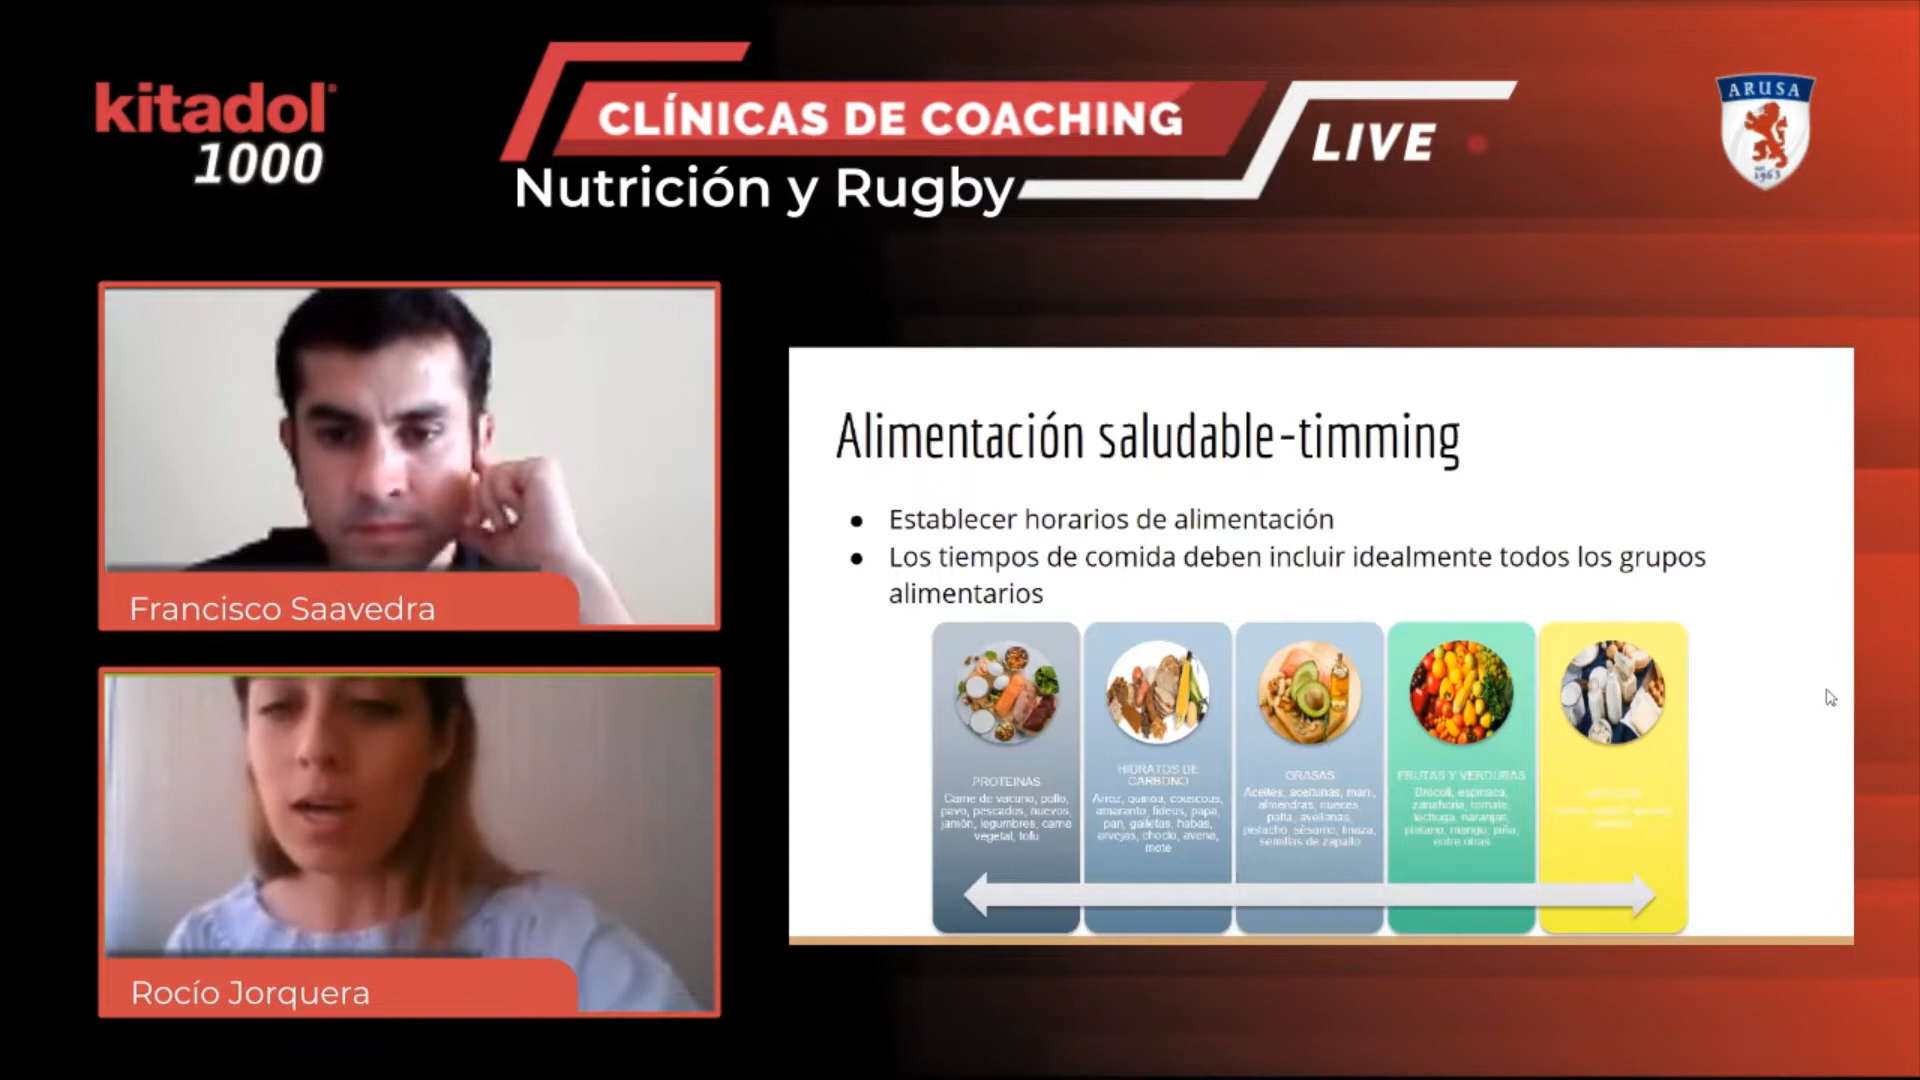 kitadol
1000
CLÍNICAS DE COACHING
LIVE
Nutrición y Rugby
ARUSA
1963
Francisco Saavedra
Rocío Jorquera
Alimentación saludable-timming
● Establecer horarios de alimentación
● Los tiempos de comida deben incluir idealmente todos los grupos
alimentarios
PROTEINAS
Carne de vacuno, pollo,
pavo, pescados, huevos,
jamón, legumbres, carne
vegetal, tofu
HIDRATOS DE
CARBONO
Arroz, quinoa, couscous,
amaranto, fideos, papa,
pan, galletas, habas,
arvejas, choclo, avena,
mote
GRASAS
Aceites, aceitunas, maní,
almendras, nueces,
palta, avellanas,
pistacho, sésamo, linaza,
semillas de zapallo
FRUTAS Y VERDURAS
Brócoli, espinaca,
zanahoria, tomate,
lechuga, naranjas,
plátano, mango, piña,
entre otras